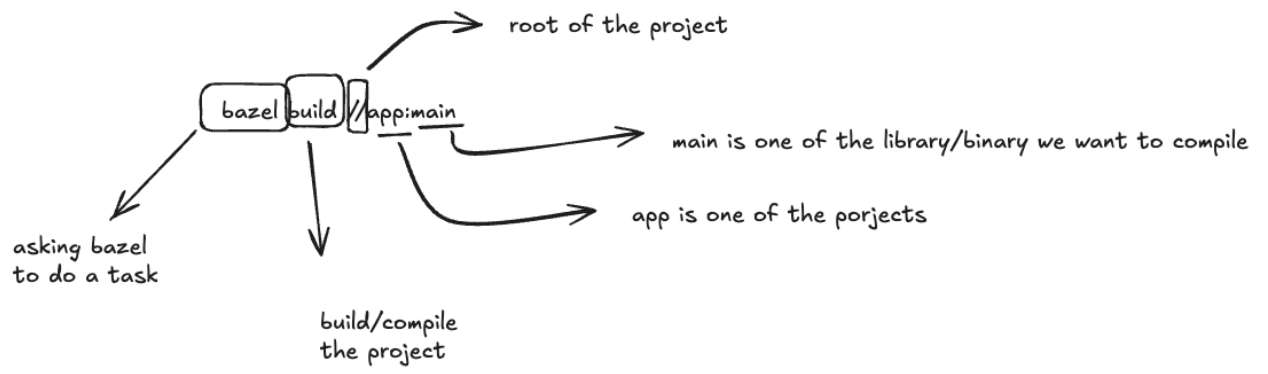 root of the project
bazel build //app:main
main is one of the library/binary we want to compile
app is one of the porjects
asking bazel
to do a task
build/compile
the project